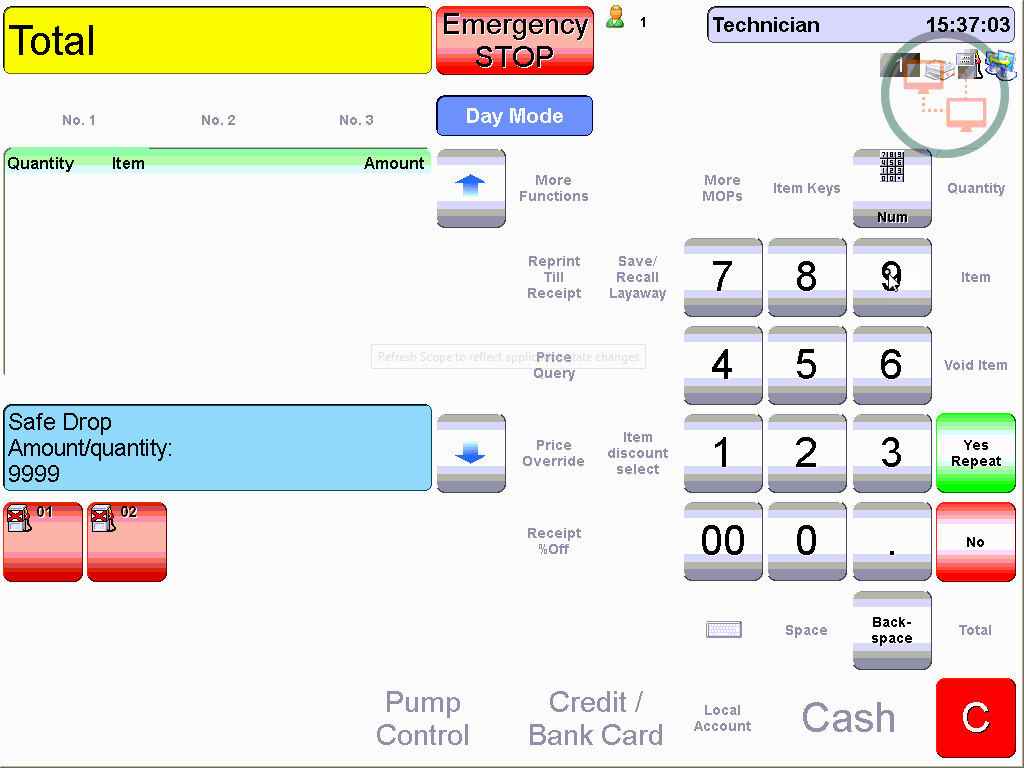 Total
Emergency
STOP
1
Technician
15:37:03
1
No. 1
No. 2
No. 3
Day Mode
Quantity
Item
Amount
More
Functions
More
MOPs
Item Keys
Num
Quantity
Reprint
Till
Receipt
Save/
Recall
Layaway
7
8
9
Item
Refresh Scope to reflect application state changes
Price
Query
4
5
6
Void Item
Safe Drop
Amount/quantity:
9999
Price
Override
Item
discount
select
1
2
3
Yes
Repeat
01
02
Receipt
%Off
00
0
.
No
Space
Back-
space
Total
Pump
Control
Credit /
Bank Card
Local
Account
Cash
C